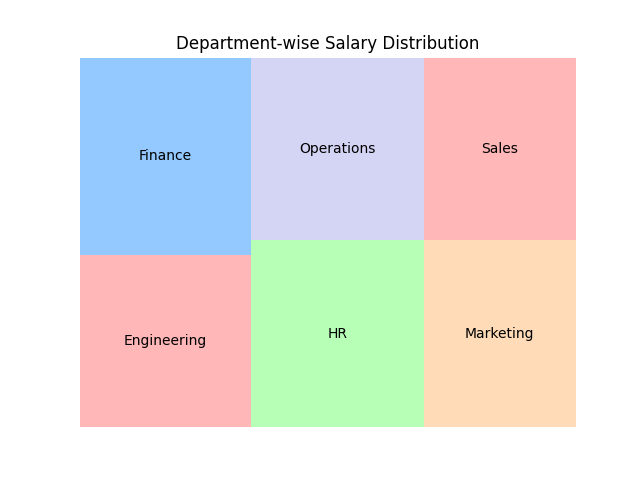 Department-wise Salary Distribution
Finance
Operations
Sales
Engineering
HR
Marketing